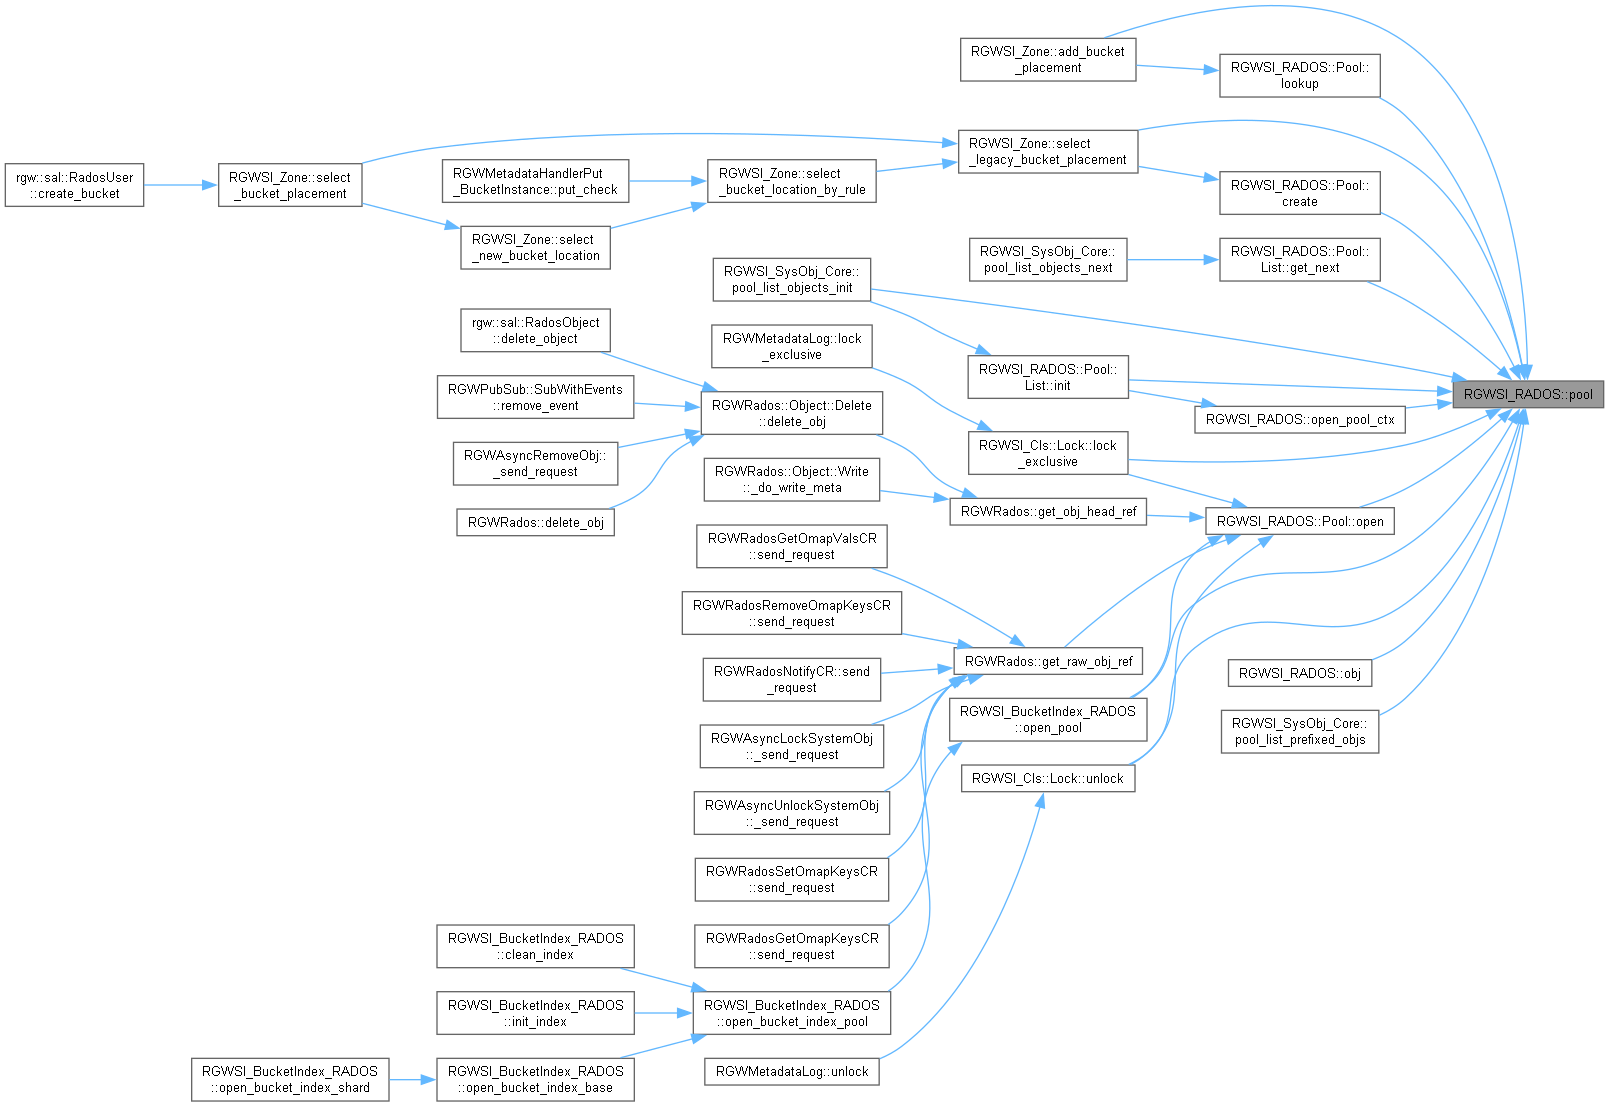 RGWSI_Zone::add_bucket
_placement
RGWSI_RADOS::Pool::
lookup
RGWSI_Zone::select
_legacy_bucket_placement
rgw::sal::RadosUser
::create_bucket
RGWSI_Zone::select
_bucket_placement
RGWMetadataHandlerPut
_BucketInstance::put_check
RGWSI_Zone::select
_bucket_location_by_rule
RGWSI_RADOS::Pool::
create
RGWSI_Zone::select
_new_bucket_location
RGWSI_SysObj_Core::
pool_list_objects_next
RGWSI_RADOS::Pool::
List::get_next
RGWSI_SysObj_Core::
pool_list_objects_init
rgw::sal::RadosObject
::delete_object
RGWMetadataLog::lock
_exclusive
RGWSI_RADOS::Pool::
List::init
RGWSI_RADOS::pool
RGWPubSub::SubWithEvents
::remove_event
RGWRados::Object::Delete
::delete_obj
RGWSI_RADOS::open_pool_ctx
RGWAsyncRemoveObj::
_send_request
RGWSI_Cls::Lock::lock
_exclusive
RGWRados::Object::Write
::_do_write_meta
RGWRados::get_obj_head_ref
RGWRados::delete_obj
RGWSI_RADOS::Pool::open
RGWRadosGetOmapValsCR
::send_request
RGWRadosRemoveOmapKeysCR
::send_request
RGWRadosNotifyCR::send
_request
RGWRados::get_raw_obj_ref
RGWSI_RADOS::obj
RGWSI_BucketIndex_RADOS
::open_pool
RGWSI_SysObj_Core::
pool_list_prefixed_objs
RGWAsyncLockSystemObj
::_send_request
RGWSI_Cls::Lock::unlock
RGWAsyncUnlockSystemObj
::_send_request
RGWRadosSetOmapKeysCR
::send_request
RGWRadosGetOmapKeysCR
::send_request
RGWSI_BucketIndex_RADOS
::clean_index
RGWSI_BucketIndex_RADOS
::init_index
RGWSI_BucketIndex_RADOS
::open_bucket_index_pool
RGWSI_BucketIndex_RADOS
::open_bucket_index_shard
RGWSI_BucketIndex_RADOS
::open_bucket_index_base
RGWMetadataLog::unlock